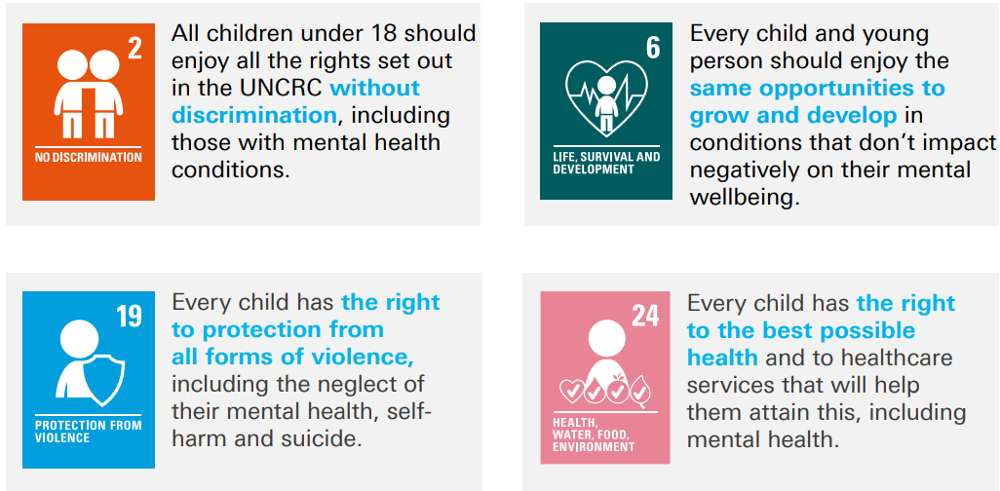 2
NO DISCRIMINATION
All children under 18 should
enjoy all the rights set out
in the UNCRC without
discrimination, including
those with mental health
conditions.
6
LIFE, SURVIVAL AND
DEVELOPMENT
Every child and young
person should enjoy the
same opportunities to
grow and develop in
conditions that don’t impact
negatively on their mental
wellbeing.
19
PROTECTION FROM
VIOLENCE
Every child has the right
to protection from
all forms of violence,
including the neglect of
their mental health, self-
harm and suicide.
24
HEALTH,
WATER, FOOD,
ENVIRONMENT
Every child has the right
to the best possible
health and to healthcare
services that will help
them attain this, including
mental health.